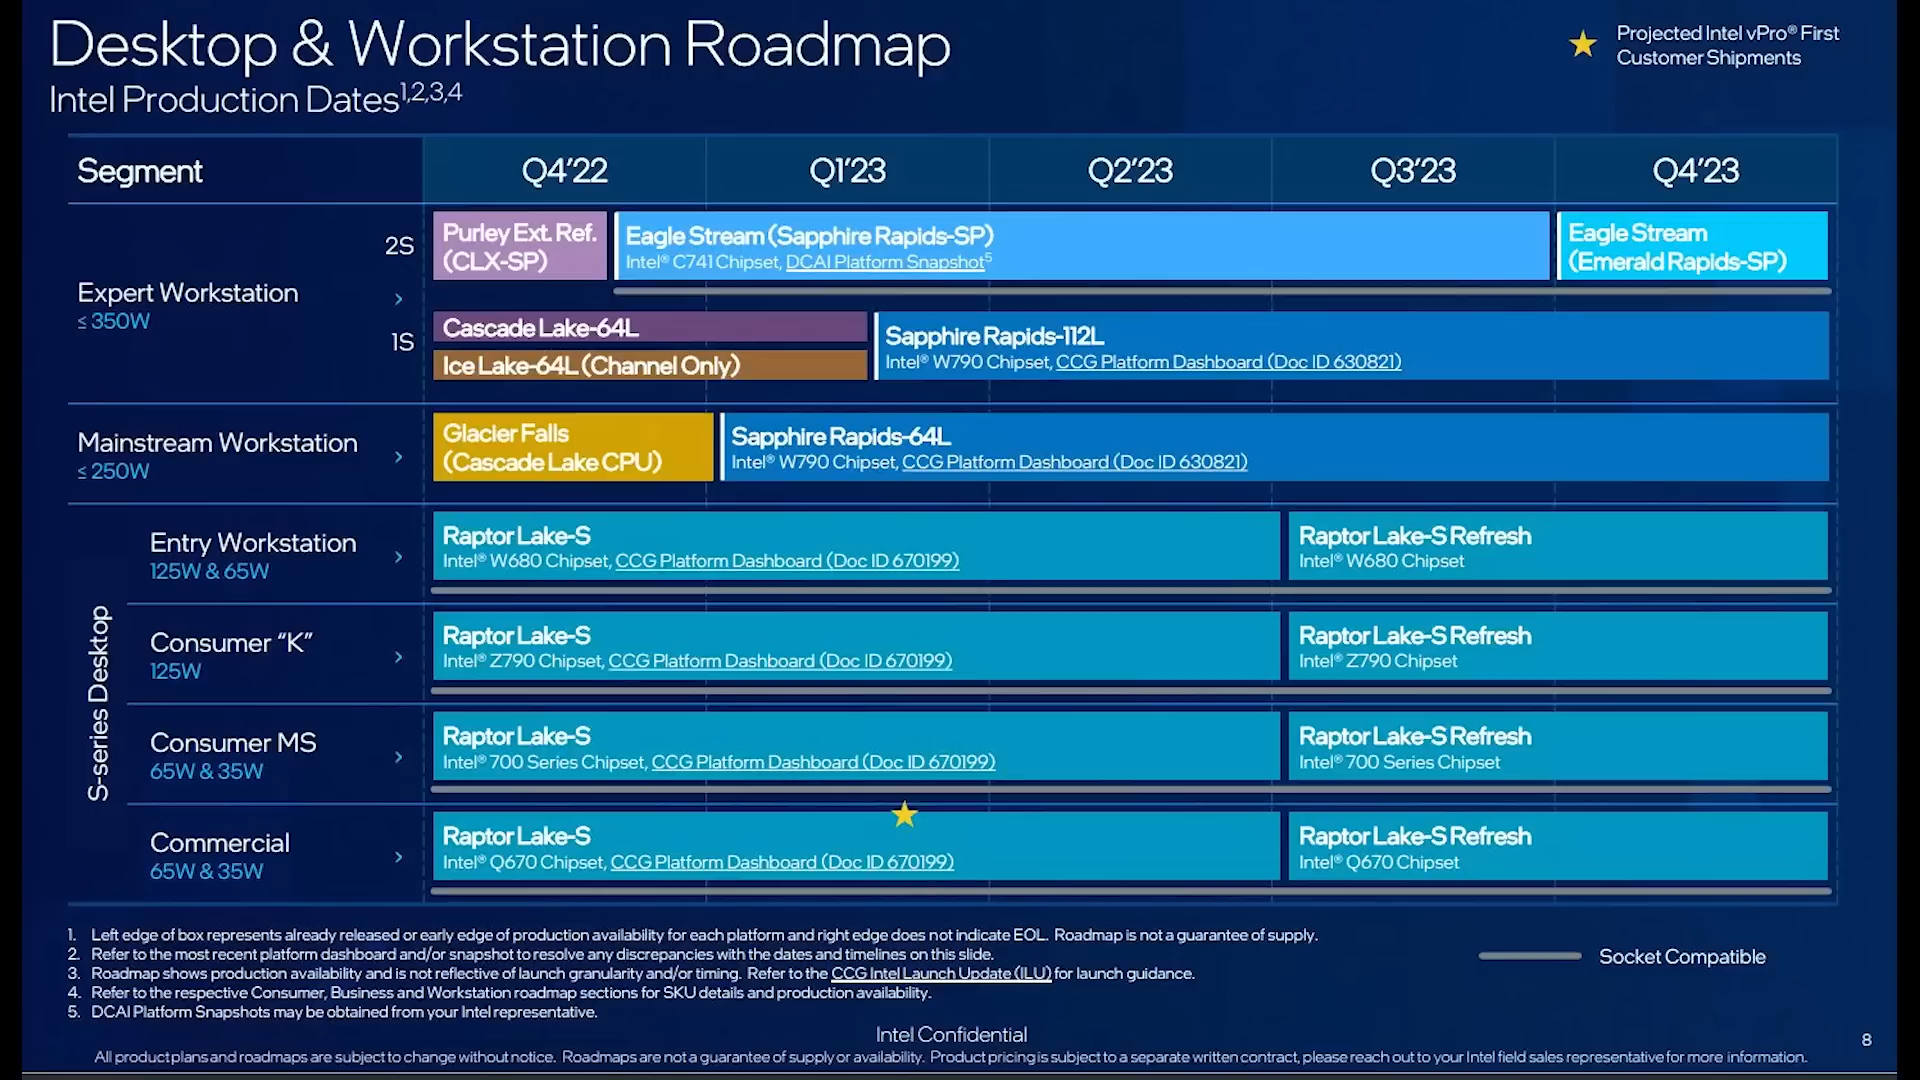 Desktop & Workstation Roadmap
Intel Production Dates1,2,3,4
Projected Intel vPro® First
Customer Shipments
Segment
Q4'22
Q1'23
Q2'23
Q3'23
Q4'23
Expert Workstation
≤ 350W
2S
Purley Ext. Ref.
(CLX-SP)
Eagle Stream (Sapphire Rapids-SP)
Intel® C741 Chipset, DCAI Platform Snapshot5
Eagle Stream
(Emerald Rapids-SP)
1S
Cascade Lake-64L
Ice Lake-64L (Channel Only)
Sapphire Rapids-112L
Intel® W790 Chipset, CCG Platform Dashboard (Doc ID 630821)
Mainstream Workstation
≤ 250W
Glacier Falls
(Cascade Lake CPU)
Sapphire Rapids-64L
Intel® W790 Chipset, CCG Platform Dashboard (Doc ID 630821)
S-series Desktop
Entry Workstation
125W & 65W
Raptor Lake-S
Intel® W680 Chipset, CCG Platform Dashboard (Doc ID 670199)
Raptor Lake-S Refresh
Intel® W680 Chipset
Consumer “K”
125W
Raptor Lake-S
Intel® Z790 Chipset, CCG Platform Dashboard (Doc ID 670199)
Raptor Lake-S Refresh
Intel® Z790 Chipset
Consumer MS
65W & 35W
Raptor Lake-S
Intel® 700 Series Chipset, CCG Platform Dashboard (Doc ID 670199)
Raptor Lake-S Refresh
Intel® 700 Series Chipset
Commercial
65W & 35W
Raptor Lake-S
Intel® Q670 Chipset, CCG Platform Dashboard (Doc ID 670199)
Raptor Lake-S Refresh
Intel® Q670 Chipset
1. Left edge of box represents already released or early edge of production availability for each platform and right edge does not indicate EOL. Roadmap is not a guarantee of supply.
2. Refer to the most recent platform dashboard and/or snapshot to resolve any discrepancies with the dates and timelines on this slide.
3. Roadmap shows production availability and is not reflective of launch granularity and/or timing. Refer to the CCG Intel Launch Update (ILU) for launch guidance.
4. Refer to the respective Consumer, Business and Workstation roadmap sections for SKU details and production availability.
5. DCAI Platform Snapshots may be obtained from your Intel representative.
Socket Compatible
Intel Confidential
8
All product plans and roadmaps are subject to change without notice. Roadmaps are not a guarantee of supply or availability. Product pricing is subject to a separate written contract, please reach out to your Intel field sales representative for more information.